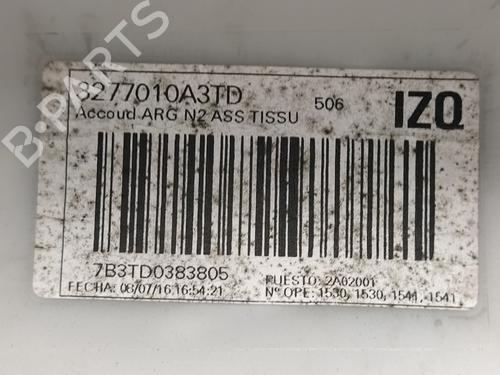 3277010A3TD
506
IZQ
Accoud ARG N2 ASS TISSU
7B3TD0383805
FECHA: 08/07/16 16:54:21
PUESTO: 2A02001
Nº OPE: 1530, 1530, 1541, 1541
B-PARTS